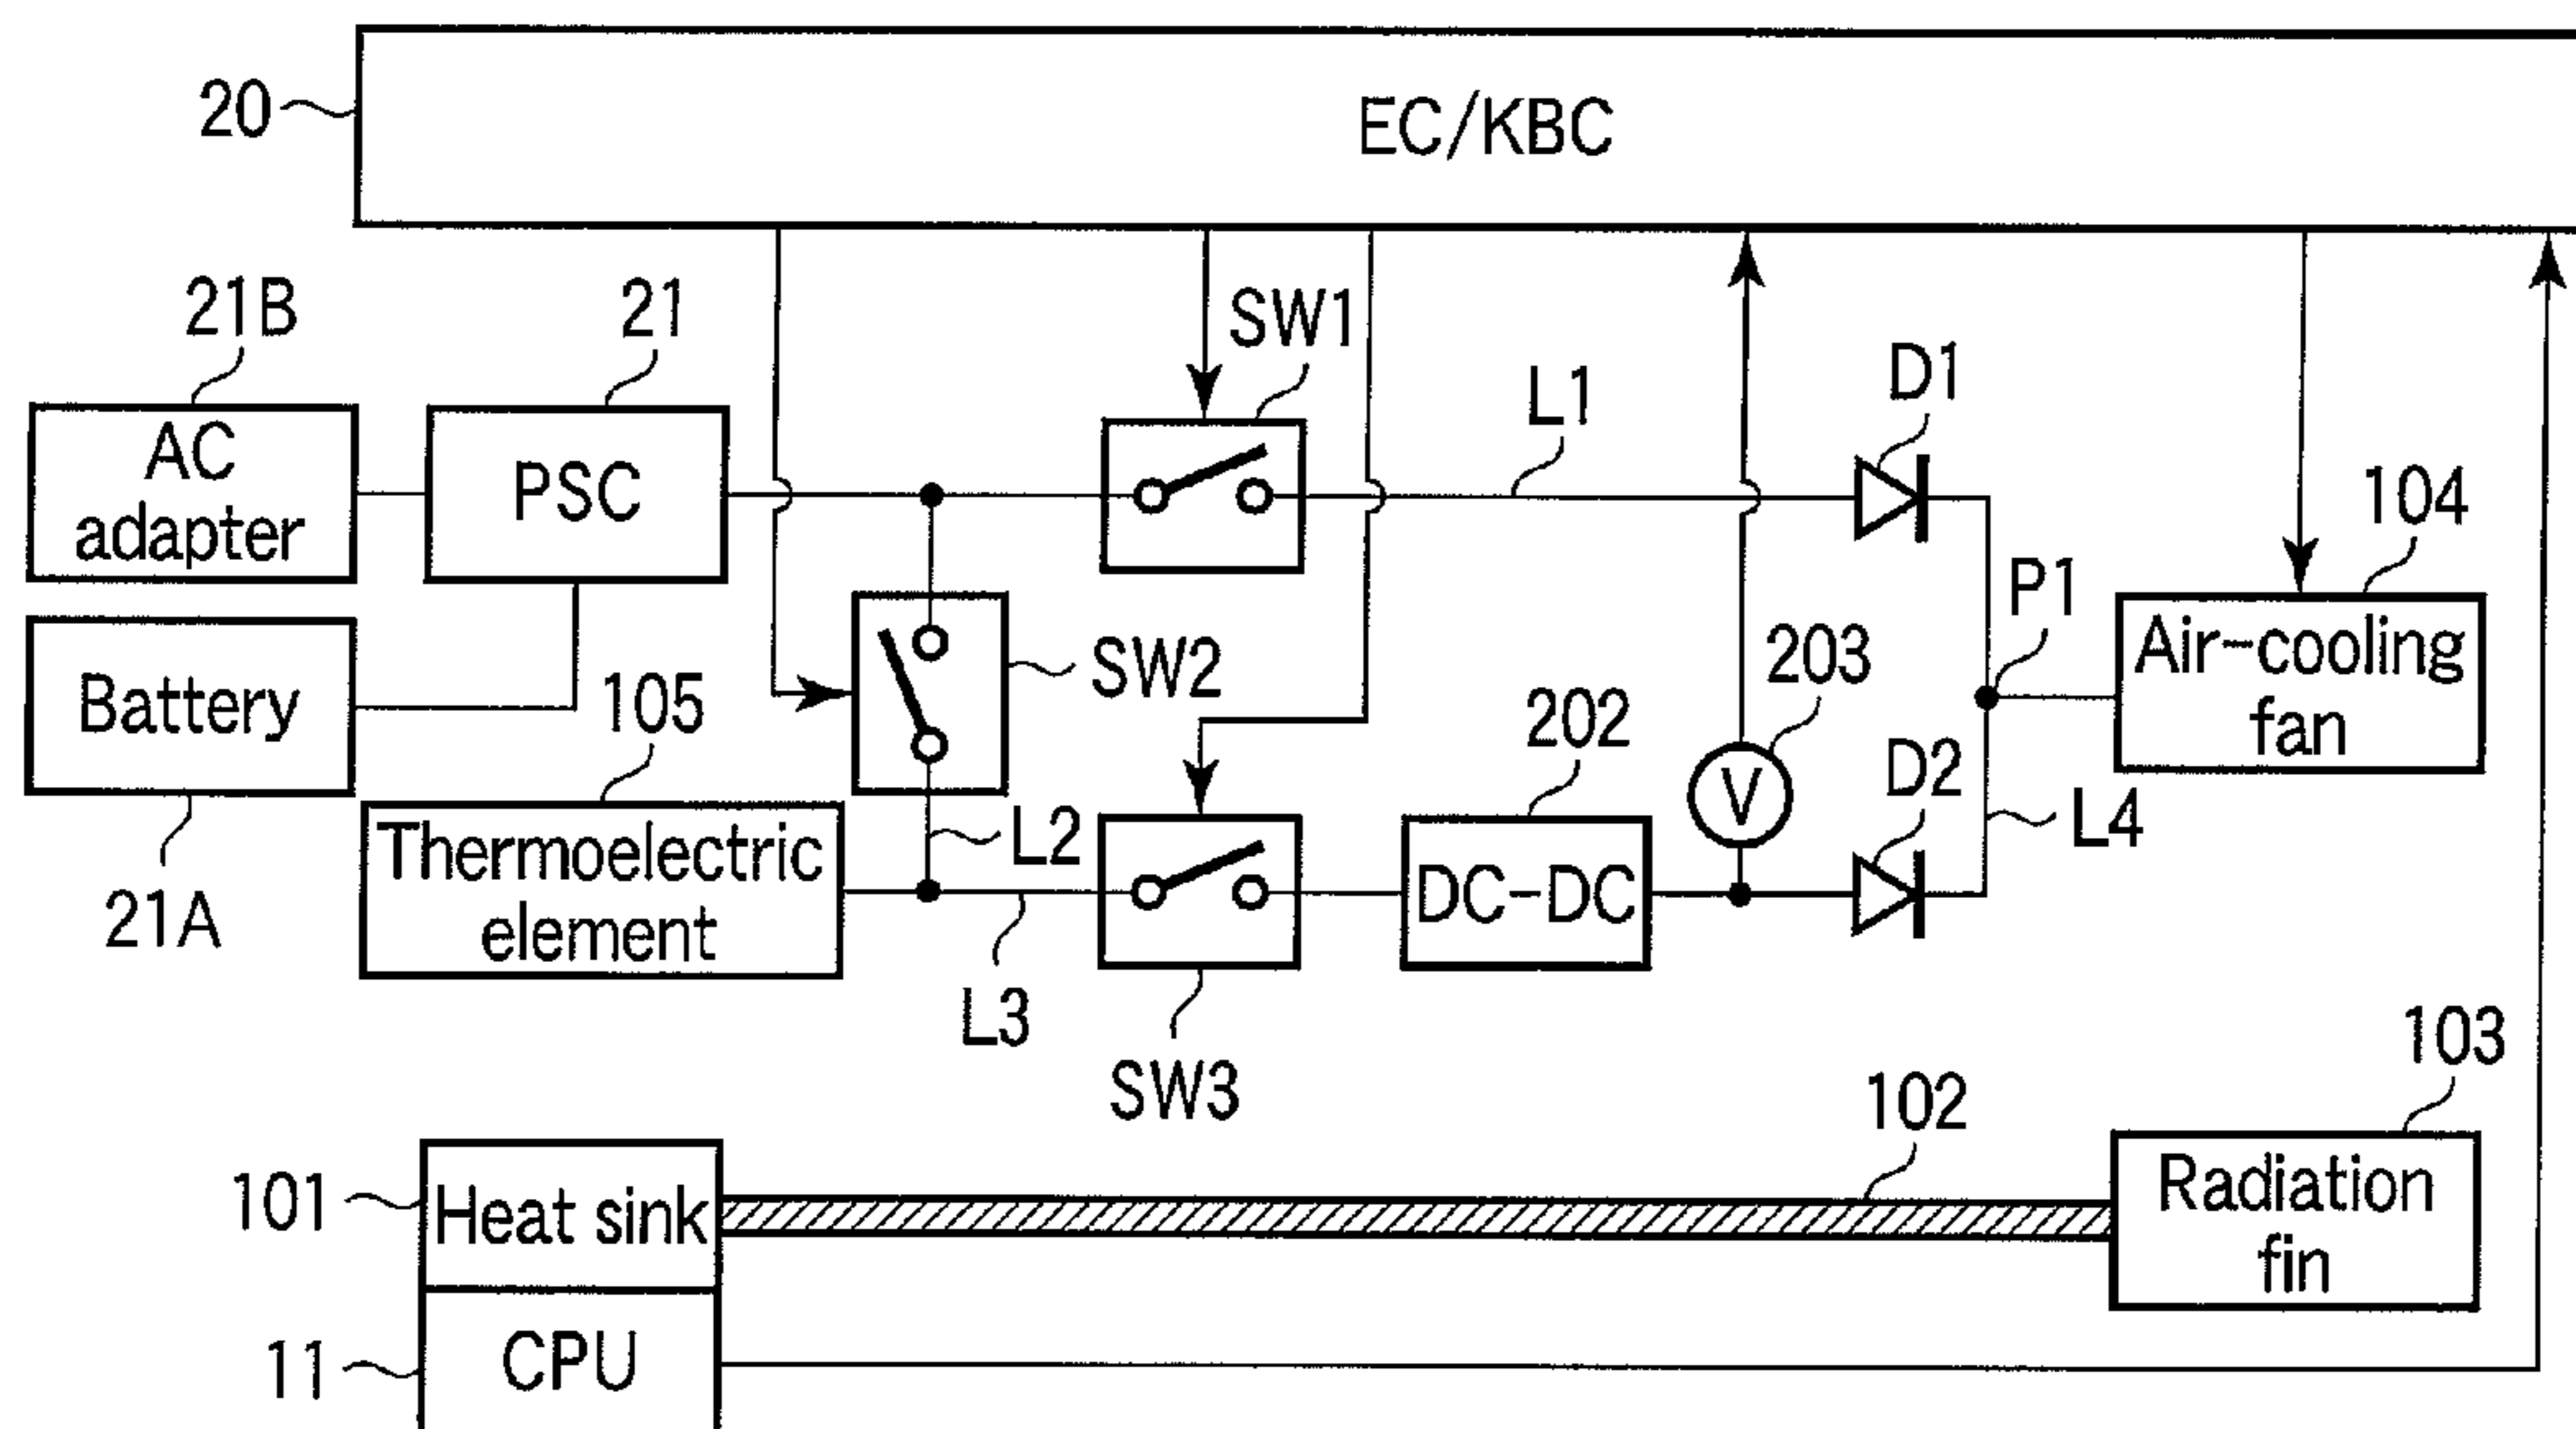 20
EC/KBC
21B
21
SW1
L1
D1
AC
adapter
PSC
104
P1
Air-cooling
fan
Battery
105
SW2
202
203
V
D2
L4
Thermoelectric
element
L2
DC-DC
21A
L3
SW3
103
102
101
Heat sink
Radiation
fin
11
CPU